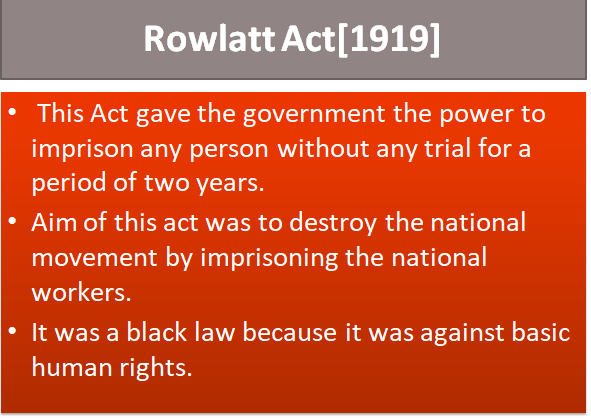 Rowlatt Act[1919]
• This Act gave the government the power to
imprison any person without any trial for a
period of two years.
• Aim of this act was to destroy the national
movement by imprisoning the national
workers.
• It was a black law because it was against basic
human rights.